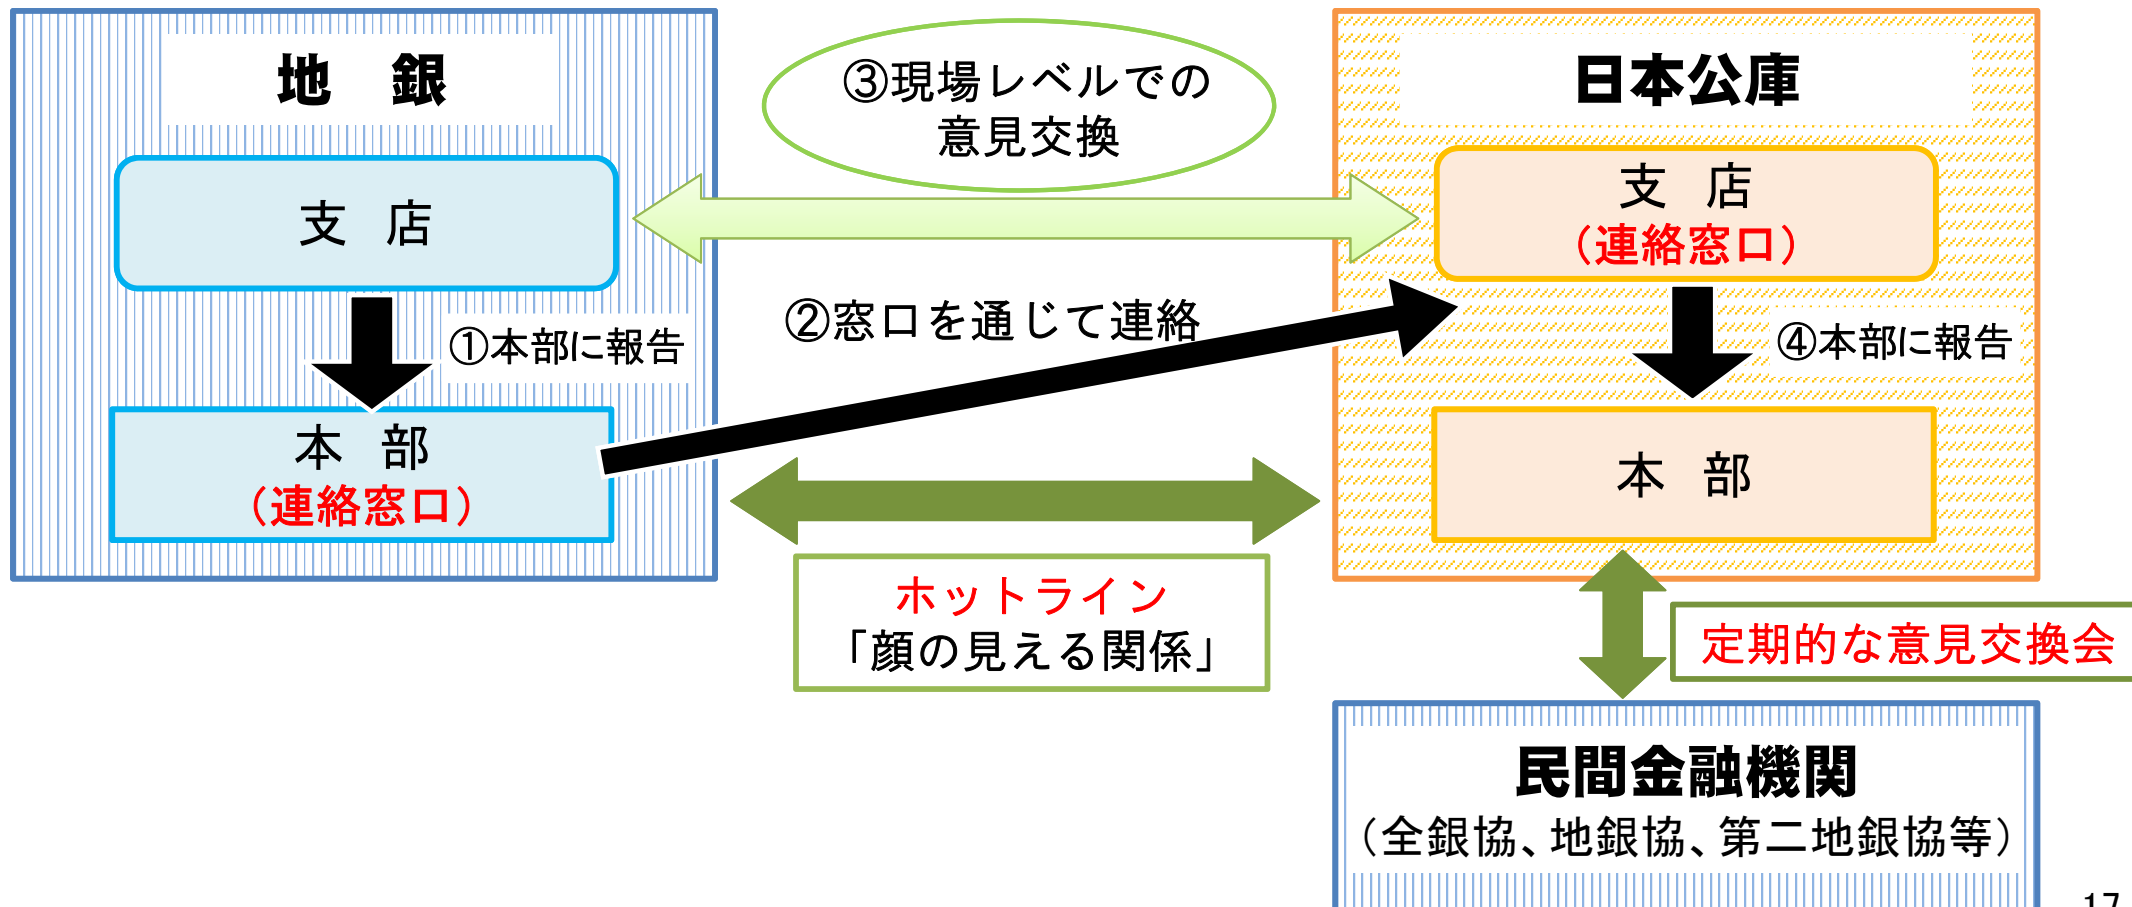 地 銀
支 店
①本部に報告
本 部
（連絡窓口）
③現場レベルでの
意見交換
②窓口を通じて連絡
ホットライン
「顔の見える関係」
日本公庫
支 店
（連絡窓口）
④本部に報告
本 部
定期的な意見交換会
民間金融機関
（全銀協、地銀協、第二地銀協等）
17